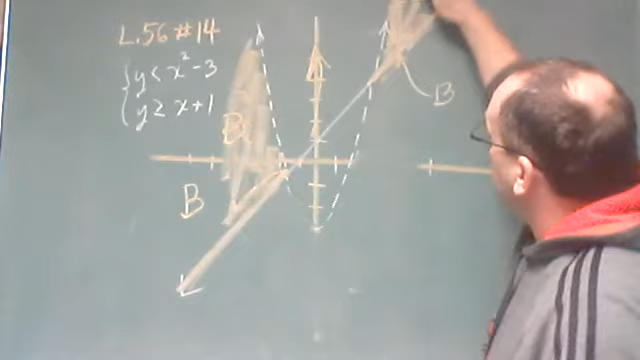 L.56 #14
y < x² - 3
y ≥ x + 1
B
B
B